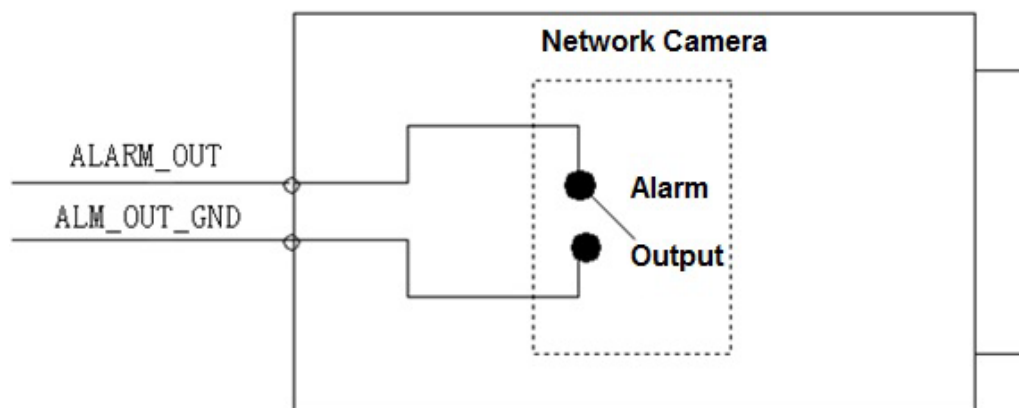 Network Camera
ALARM_OUT
Alarm
ALM_OUT_GND
Output